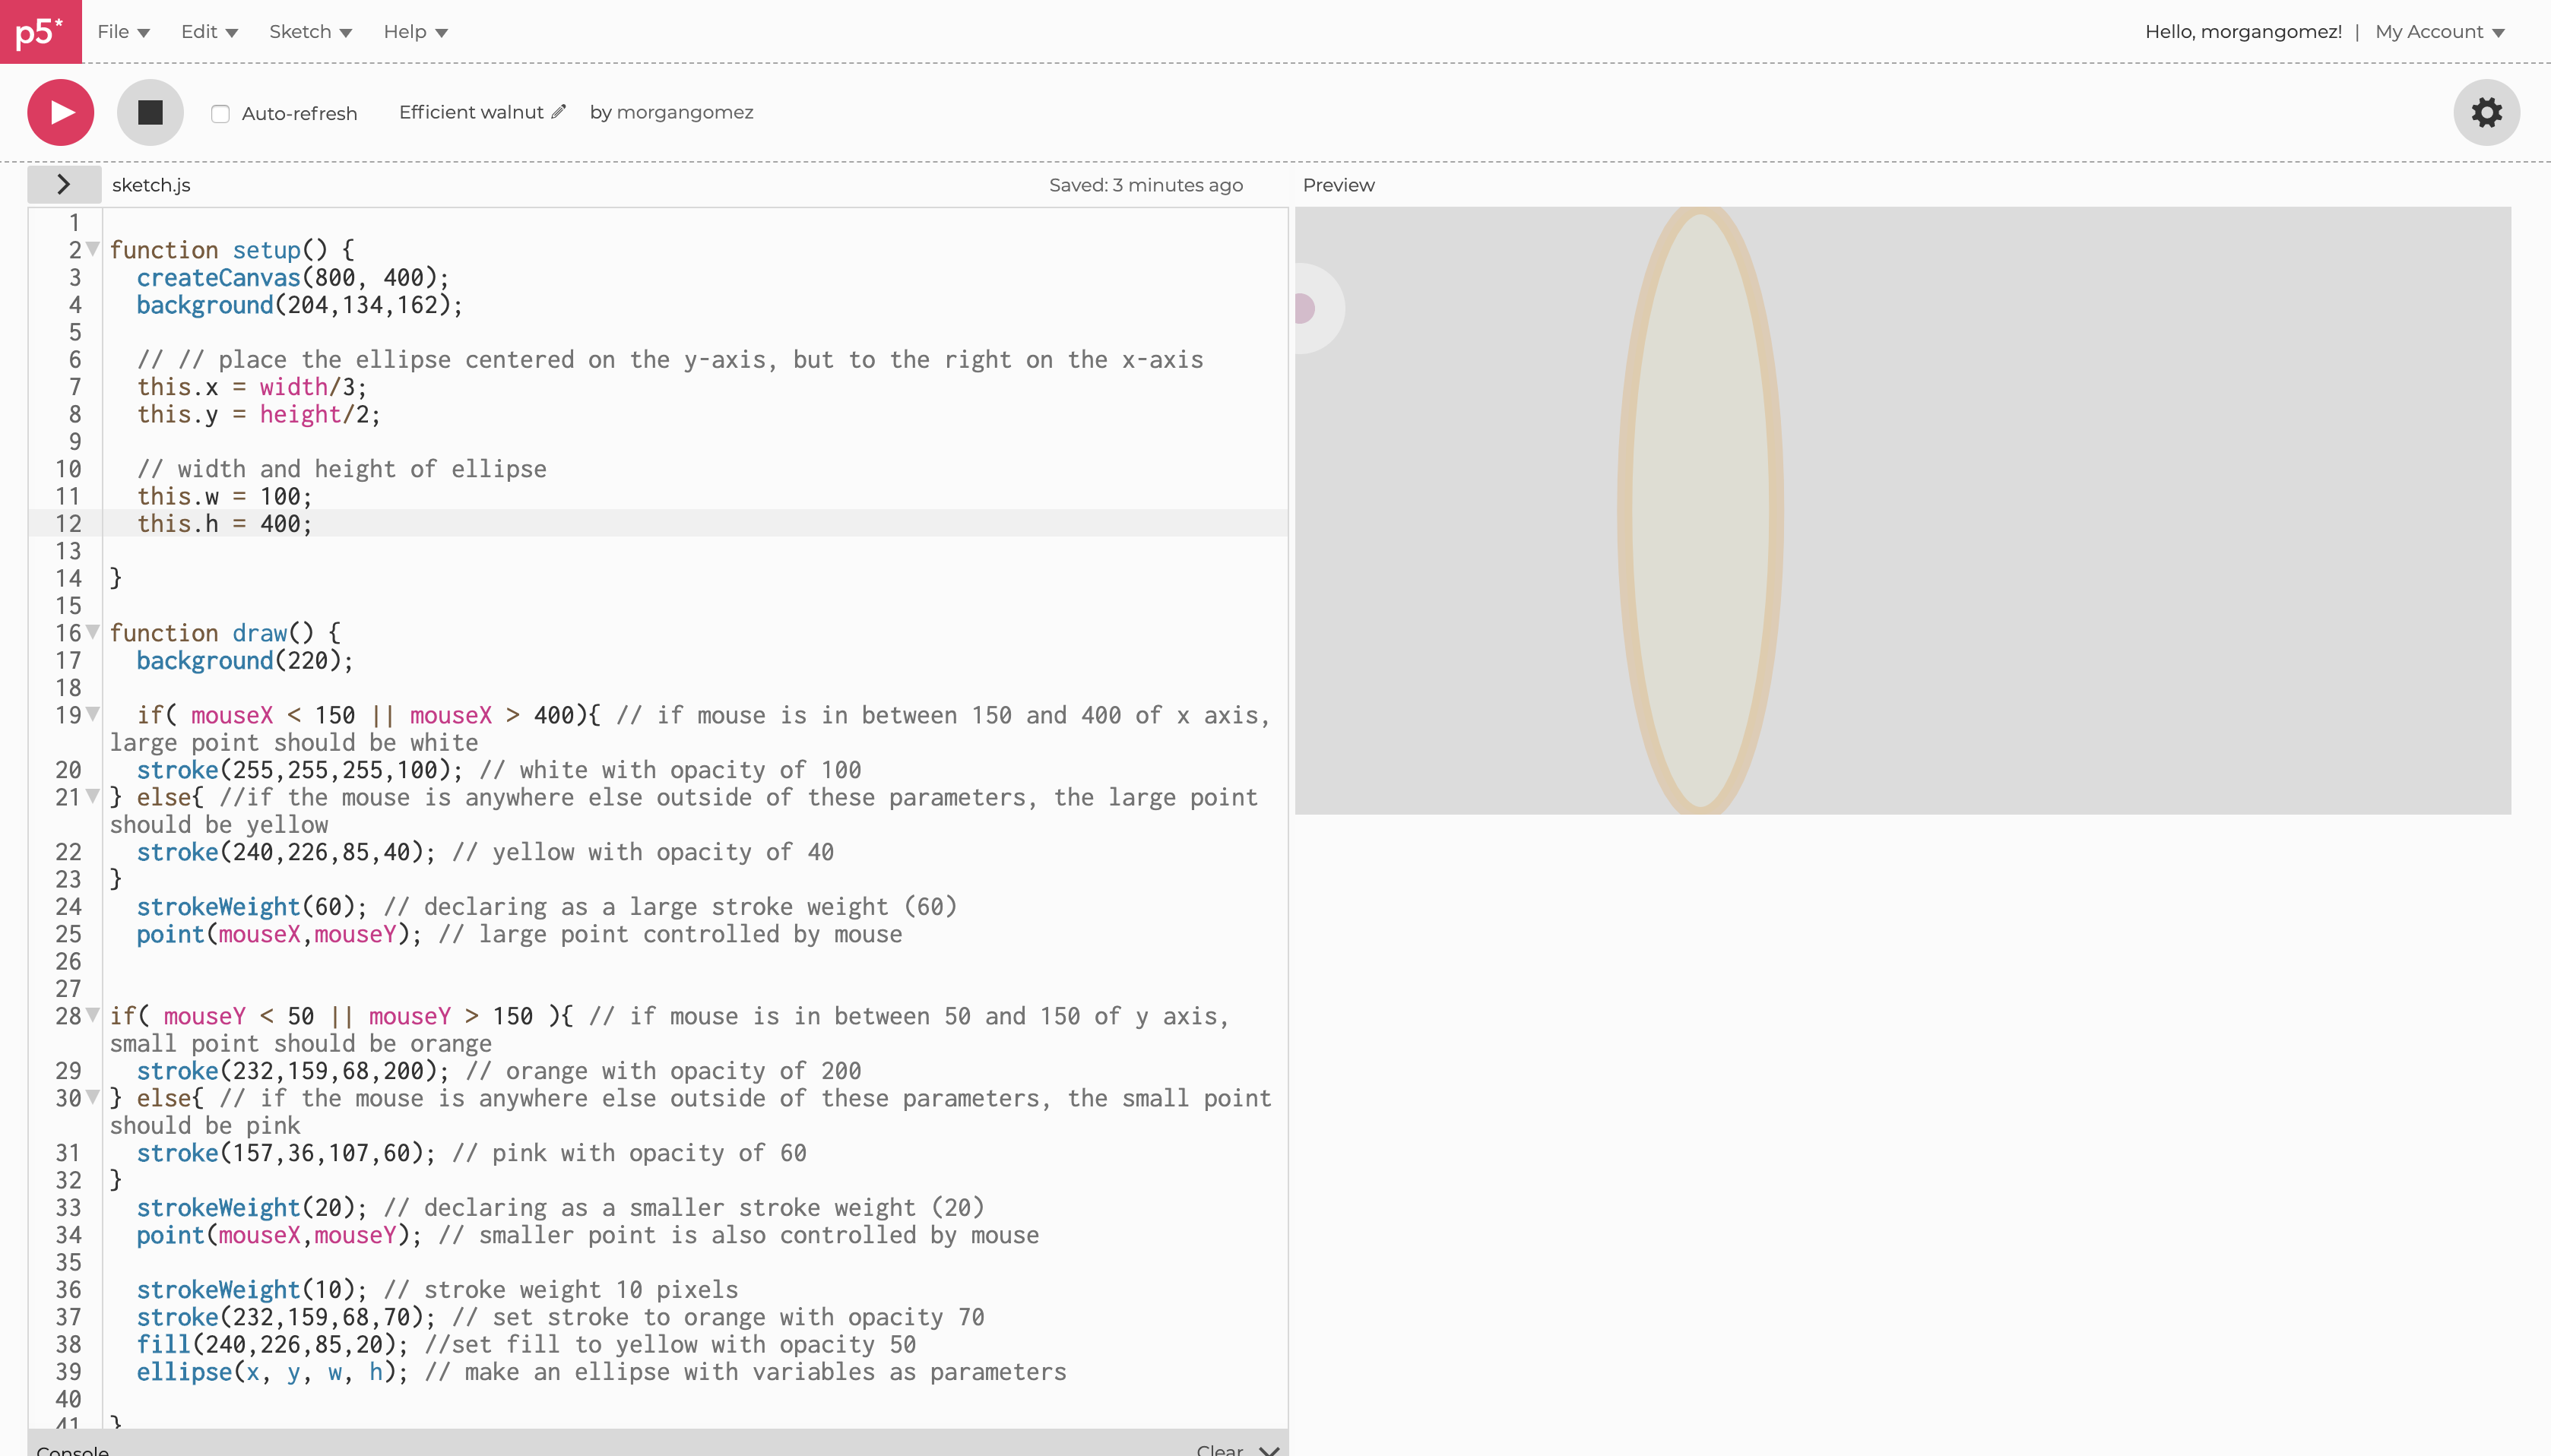 p5* File Edit Sketch Help Hello, morgangomez! | My Account
Auto-refresh Efficient walnut by morgangomez
sketch.js Saved: 3 minutes ago Preview
1
2 function setup() {
3 createCanvas(800, 400);
4 background(204,134,162);
5
6 // // place the ellipse centered on the y-axis, but to the right on the x-axis
7 this.x = width/3;
8 this.y = height/2;
9
10 // width and height of ellipse
11 this.w = 100;
12 this.h = 400;
13
14 }
15
16 function draw() {
17 background(220);
18
19 if( mouseX < 150 || mouseX > 400){ // if mouse is in between 150 and 400 of x axis,
large point should be white
20 stroke(255,255,255,100); // white with opacity of 100
21 } else{ //if the mouse is anywhere else outside of these parameters, the large point
should be yellow
22 stroke(240,226,85,40); // yellow with opacity of 40
23 }
24 strokeWeight(60); // declaring as a large stroke weight (60)
25 point(mouseX,mouseY); // large point controlled by mouse
26
27
28 if( mouseY < 50 || mouseY > 150 ){ // if mouse is in between 50 and 150 of y axis,
small point should be orange
29 stroke(232,159,68,200); // orange with opacity of 200
30 } else{ // if the mouse is anywhere else outside of these parameters, the small point
should be pink
31 stroke(157,36,107,60); // pink with opacity of 60
32 }
33 strokeWeight(20); // declaring as a smaller stroke weight (20)
34 point(mouseX,mouseY); // smaller point is also controlled by mouse
35
36 strokeWeight(10); // stroke weight 10 pixels
37 stroke(232,159,68,70); // set stroke to orange with opacity 70
38 fill(240,226,85,20); //set fill to yellow with opacity 50
39 ellipse(x, y, w, h); // make an ellipse with variables as parameters
40
41 }
Console Clear